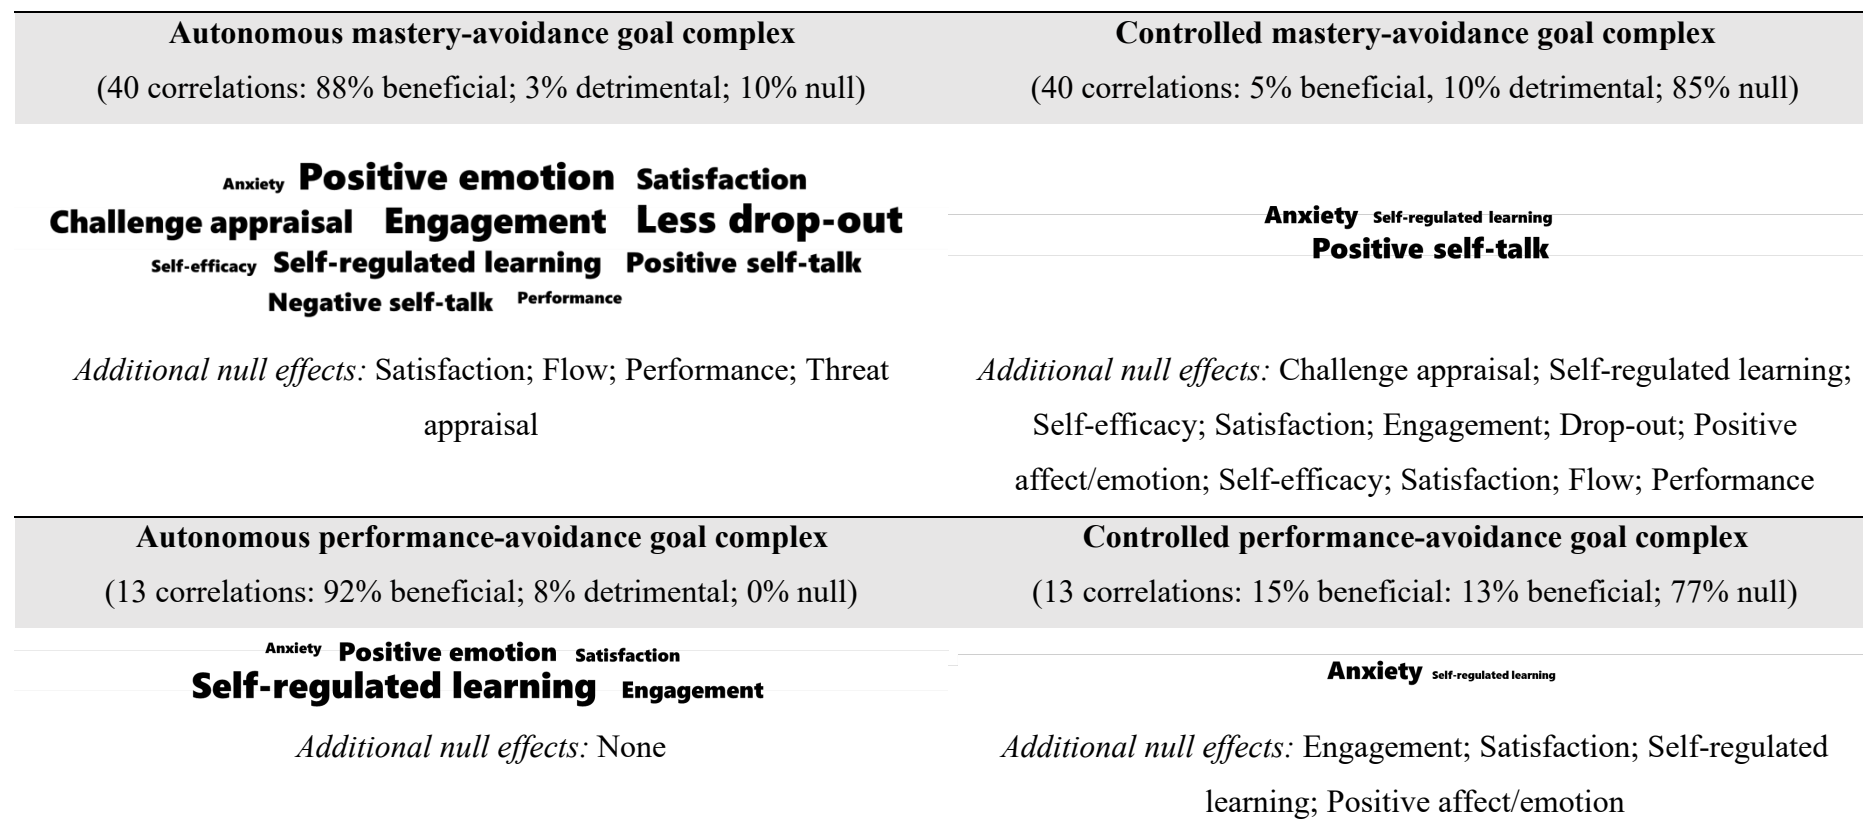 Autonomous mastery-avoidance goal complex
(40 correlations: 88% beneficial; 3% detrimental; 10% null)
Anxiety Positive emotion Satisfaction
Challenge appraisal Engagement Less drop-out
Self-efficacy Self-regulated learning Positive self-talk
Negative self-talk Performance
Additional null effects: Satisfaction; Flow; Performance; Threat
appraisal
Controlled mastery-avoidance goal complex
(40 correlations: 5% beneficial, 10% detrimental; 85% null)
Anxiety Self-regulated learning
Positive self-talk
Additional null effects: Challenge appraisal; Self-regulated learning;
Self-efficacy; Satisfaction; Engagement; Drop-out; Positive
affect/emotion; Self-efficacy; Satisfaction; Flow; Performance
Autonomous performance-avoidance goal complex
(13 correlations: 92% beneficial; 8% detrimental; 0% null)
Anxiety Positive emotion Satisfaction
Self-regulated learning Engagement
Additional null effects: None
Controlled performance-avoidance goal complex
(13 correlations: 15% beneficial: 13% beneficial; 77% null)
Anxiety Self-regulated learning
Additional null effects: Engagement; Satisfaction; Self-regulated
learning; Positive affect/emotion